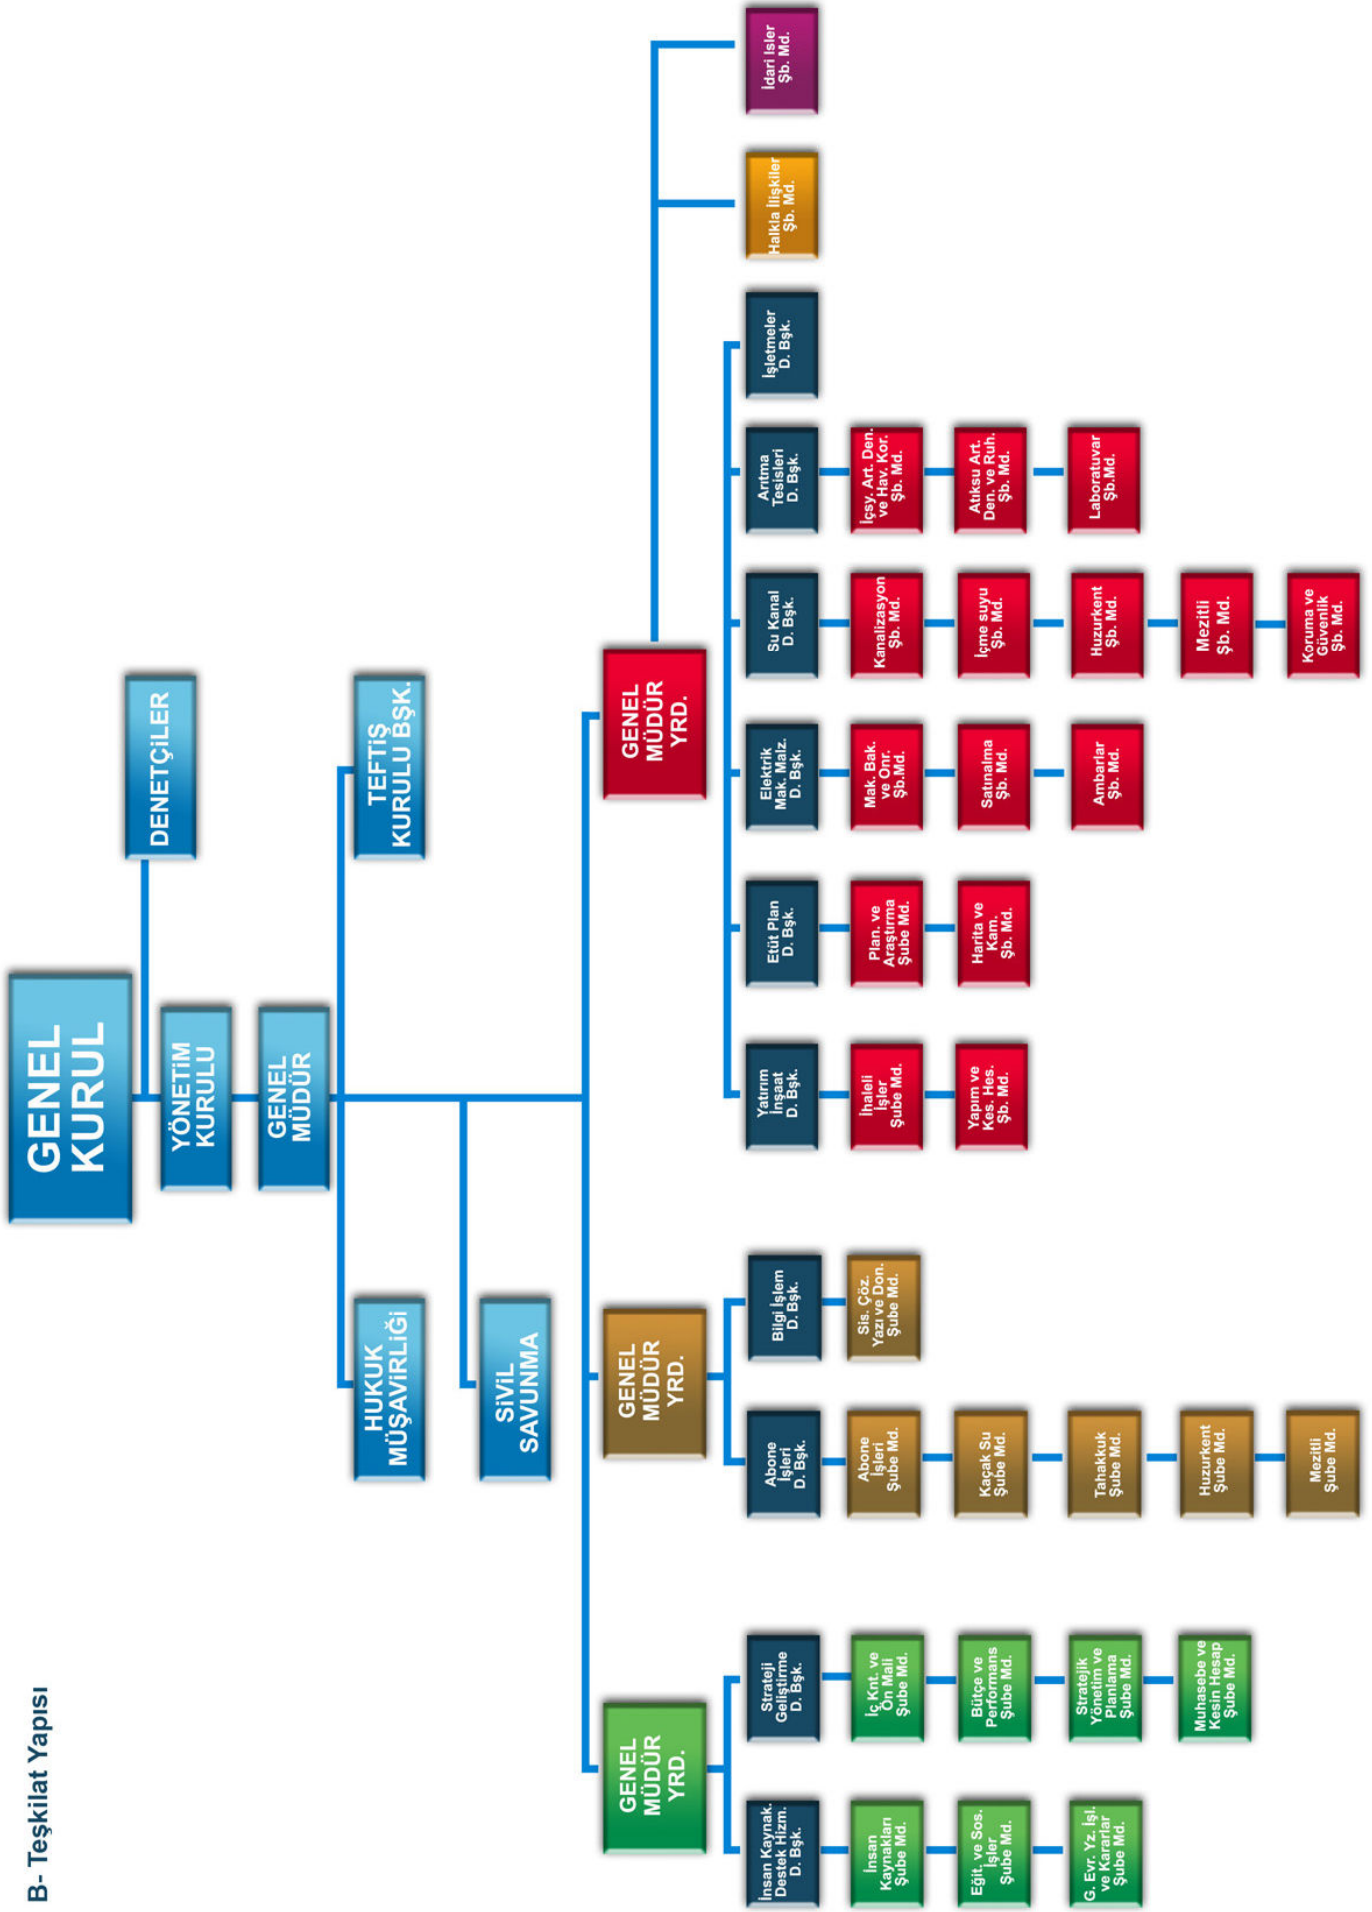 B- Teşkilat Yapısı
GENEL
KURUL
DENETÇiLER
YÖNETiM
KURULU
GENEL
MÜDÜR
HUKUK
MÜŞAViRLiĞi
TEFTiŞ
KURULU BŞK.
SiViL
SAVUNMA
GENEL
MÜDÜR
YRD.
GENEL
MÜDÜR
YRD.
GENEL
MÜDÜR
YRD.
İnsan Kaynak.
Destek Hizm.
D. Bşk.
Strateji
Geliştirme
D. Bşk.
Abone
İşleri
D. Bşk.
Bilgi İşlem
D. Bşk.
Yatırım
İnşaat
D. Bşk.
Etüt Plan
D. Bşk.
Elektrik
Mak. Malz.
D. Bşk.
Su Kanal
D. Bşk.
Arıtma
Tesisleri
D. Bşk.
İşletmeler
D. Bşk.
Halkla İlişkiler
Şb. Md.
İdari Isler
Şb. Md.
İnsan
Kaynakları
Şube Md.
İç Knt. ve
Ön Mali
Şube Md.
Abone
İşleri
Şube Md.
Sis. Çöz.
Yazı ve Don.
Şube Md.
İhaleli
İşler
Şube Md.
Plan. ve
Araştırma
Şube Md.
Mak. Bak.
ve Onr.
Şb.Md.
Kanalizasyon
Şb. Md.
İçsy. Art. Den.
ve Hav. Kor.
Şb. Md.
Eğit. ve Sos.
İşler
Şube Md.
Bütçe ve
Performans
Şube Md.
Kaçak Su
Şube Md.
Yapım ve
Kes. Hes.
Şb. Md.
Harita ve
Kam.
Şb. Md.
Satınalma
Şb. Md.
İçme suyu
Şb. Md.
Atıksu Art.
Den. ve Ruh.
Şb. Md.
G. Evr. Yz. İşl.
ve Kararlar
Şube Md.
Stratejik
Yönetim ve
Planlama
Şube Md.
Tahakkuk
Şube Md.
Ambarlar
Şb. Md.
Huzurkent
Şb. Md.
Laboratuvar
Şb.Md.
Muhasebe ve
Kesin Hesap
Şube Md.
Huzurkent
Şube Md.
Mezitli
Şb. Md.
Mezitli
Şube Md.
Koruma ve
Güvenlik
Şb. Md.